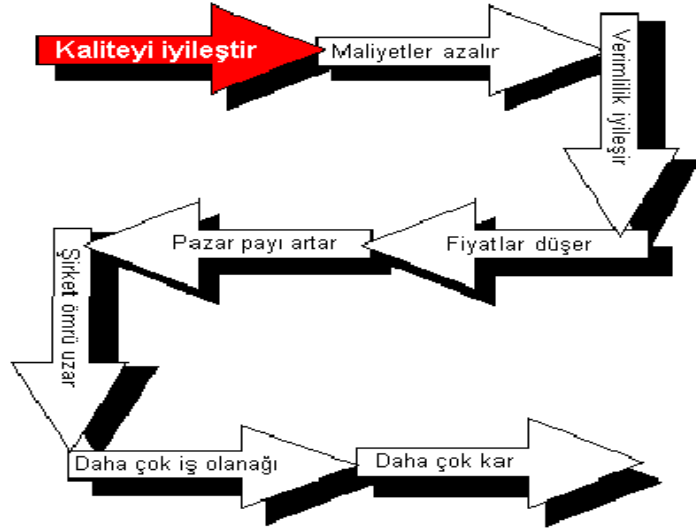 Kaliteyi iyileştir
Maliyetler azalır
Verimlilik iyileşir
Fiyatlar düşer
Pazar payı artar
Şirket ömrü uzar
Daha çok iş olanağı
Daha çok kar